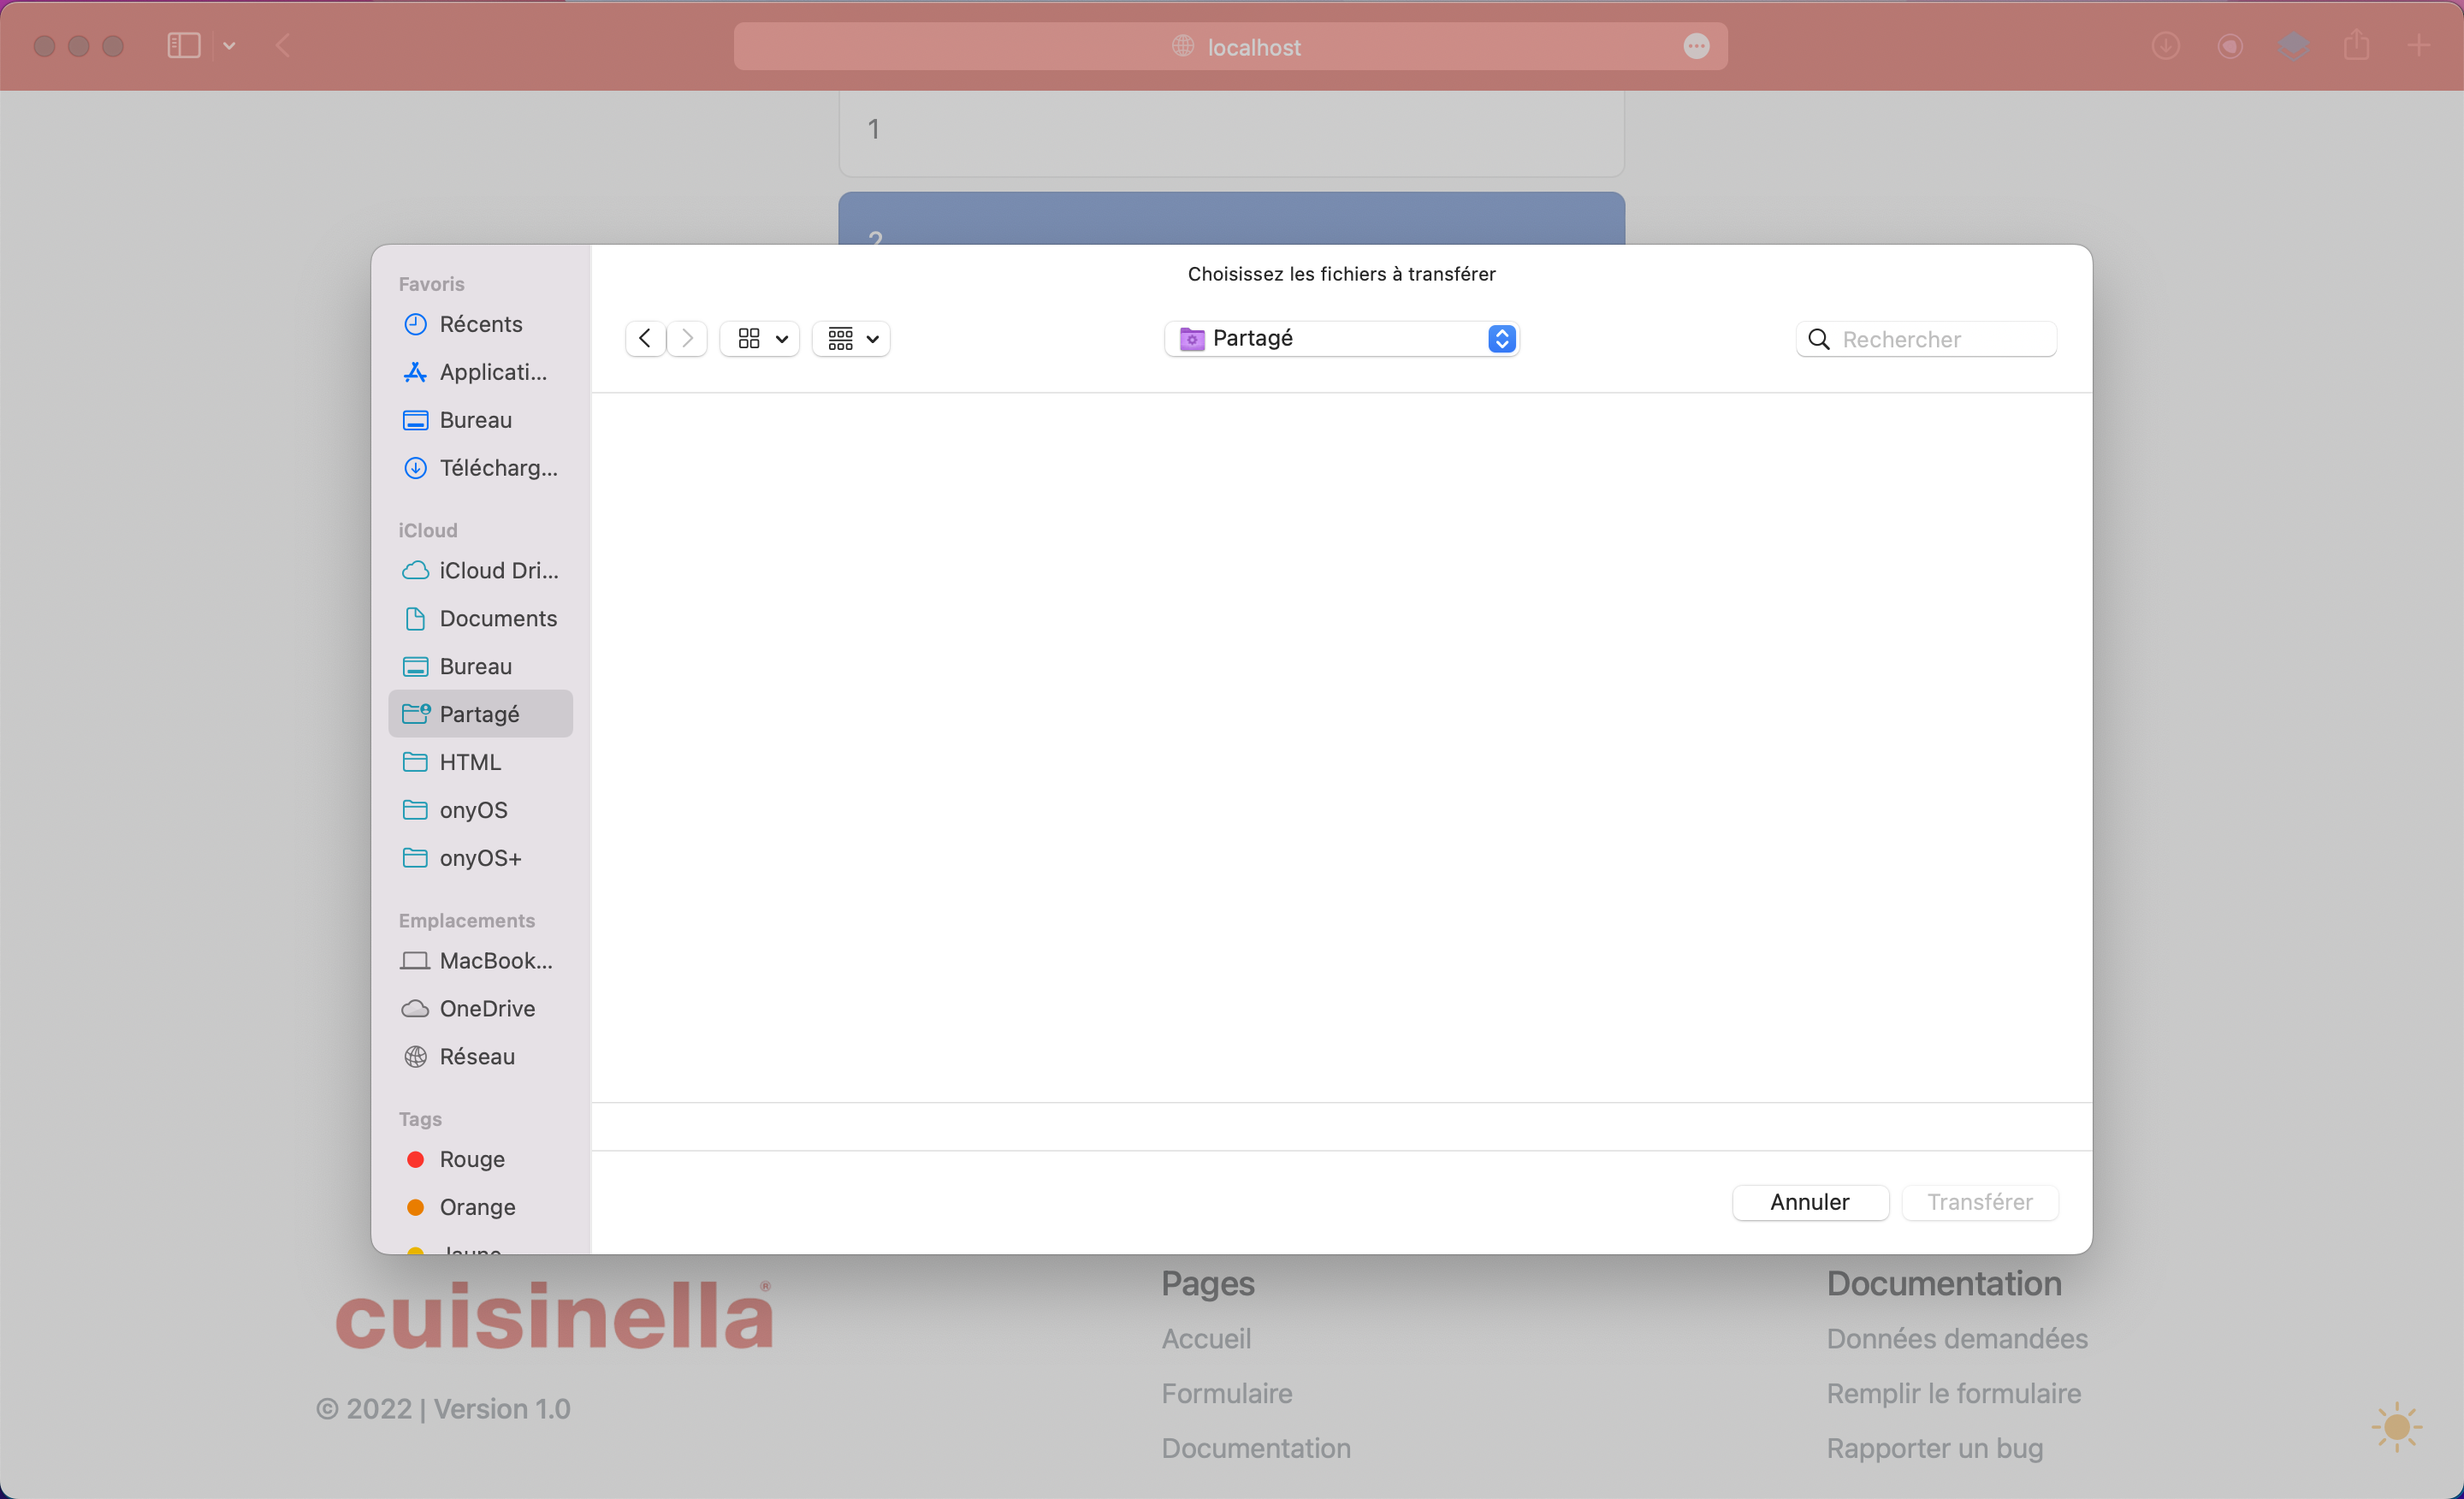 localhost
1
2
Choisissez les fichiers à transférer
Partagé
Rechercher
Favoris
Récents
Applicati...
Bureau
Télécharg...
iCloud
iCloud Dri...
Documents
Bureau
Partagé
HTML
onyOS
onyOS+
Emplacements
MacBook...
OneDrive
Réseau
Tags
Rouge
Orange
Jaune
Annuler
Transférer
cuisinella®
© 2022 | Version 1.0
Pages
Accueil
Formulaire
Documentation
Documentation
Données demandées
Remplir le formulaire
Rapporter un bug